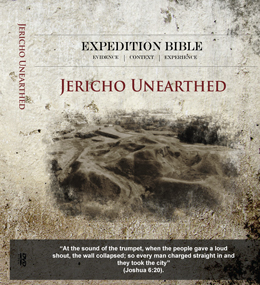 JERICHO UNEARTHED
EXPEDITION BIBLE
EVIDENCE | CONTEXT | EXPERIENCE
JERICHO UNEARTHED
“At the sound of the trumpet, when the people gave a loud
shout, the wall collapsed; so every man charged straight in and
they took the city”
(Joshua 6:20).